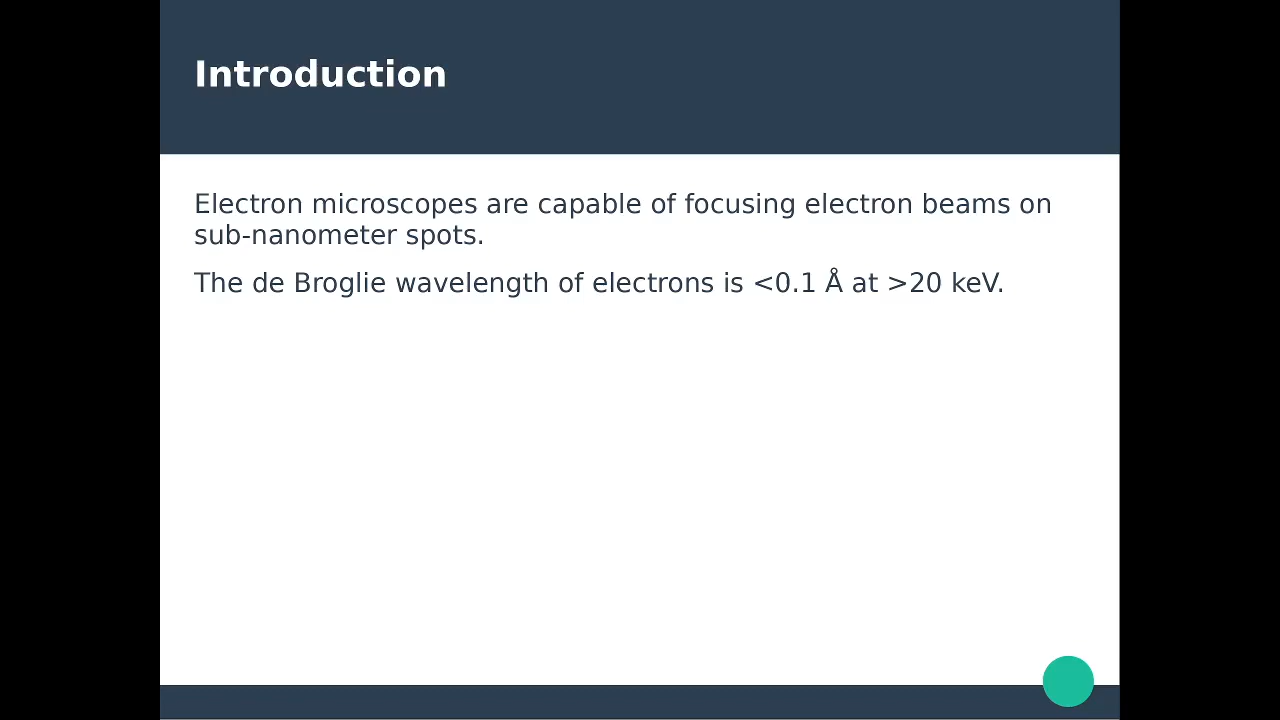 Introduction
Electron microscopes are capable of focusing electron beams on
sub-nanometer spots.
The de Broglie wavelength of electrons is <0.1 Å at >20 keV.